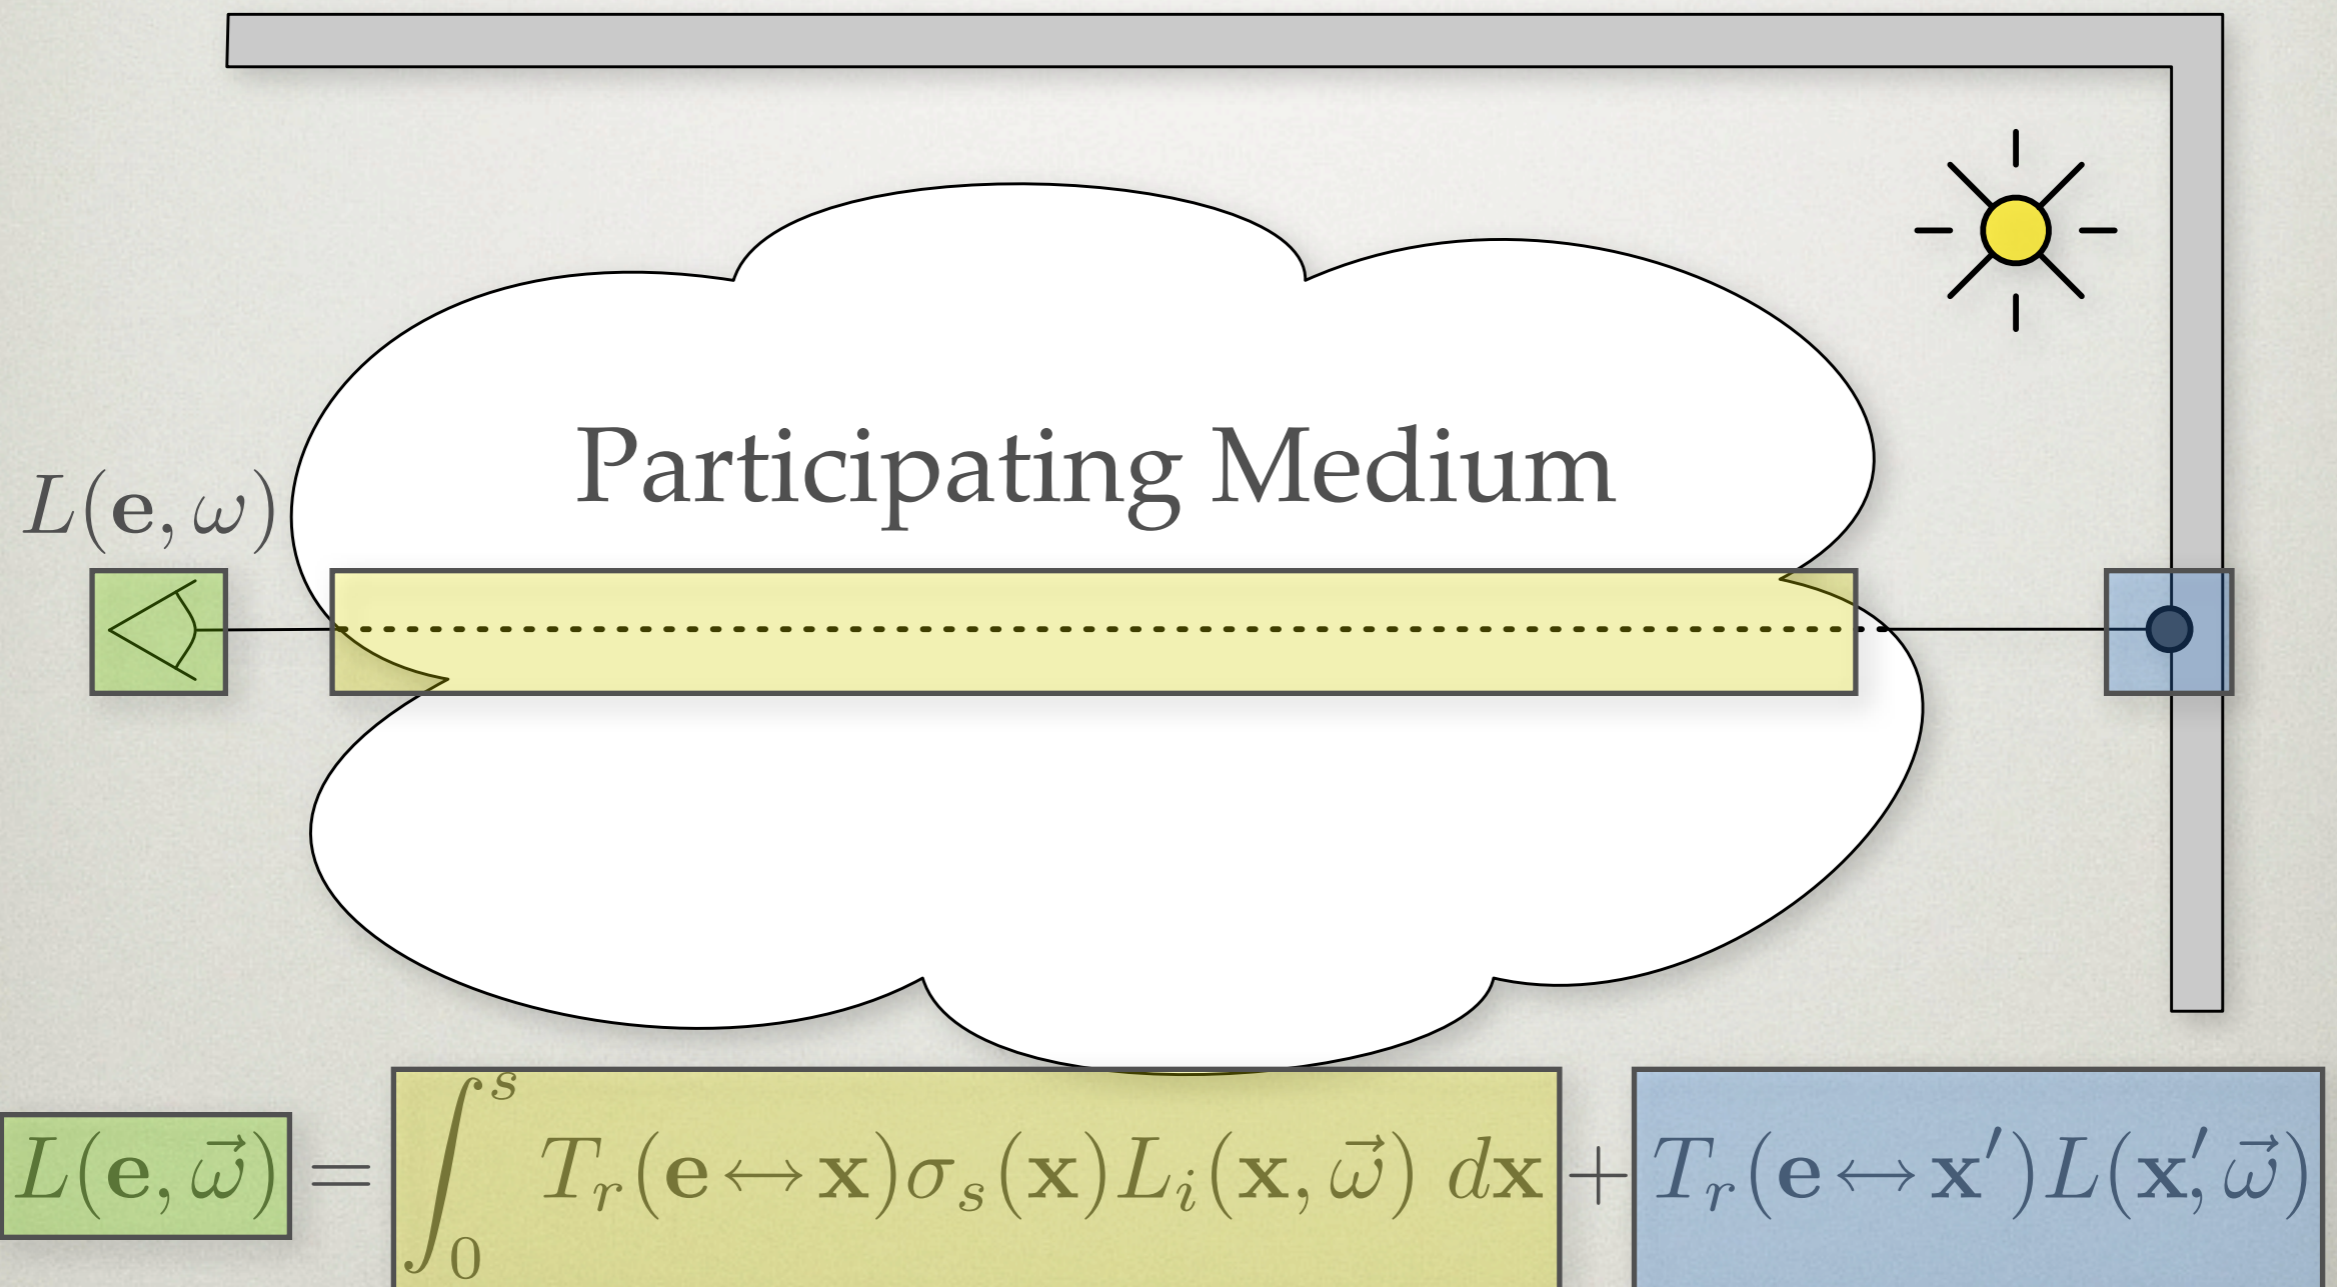 Participating Medium
L(e, ω)
L(e, ω⃗) = ∫₀ˢ Tᵣ(e↔x)σₛ(x)Lᵢ(x, ω⃗) dx + Tᵣ(e↔x′)L(x′, ω⃗)